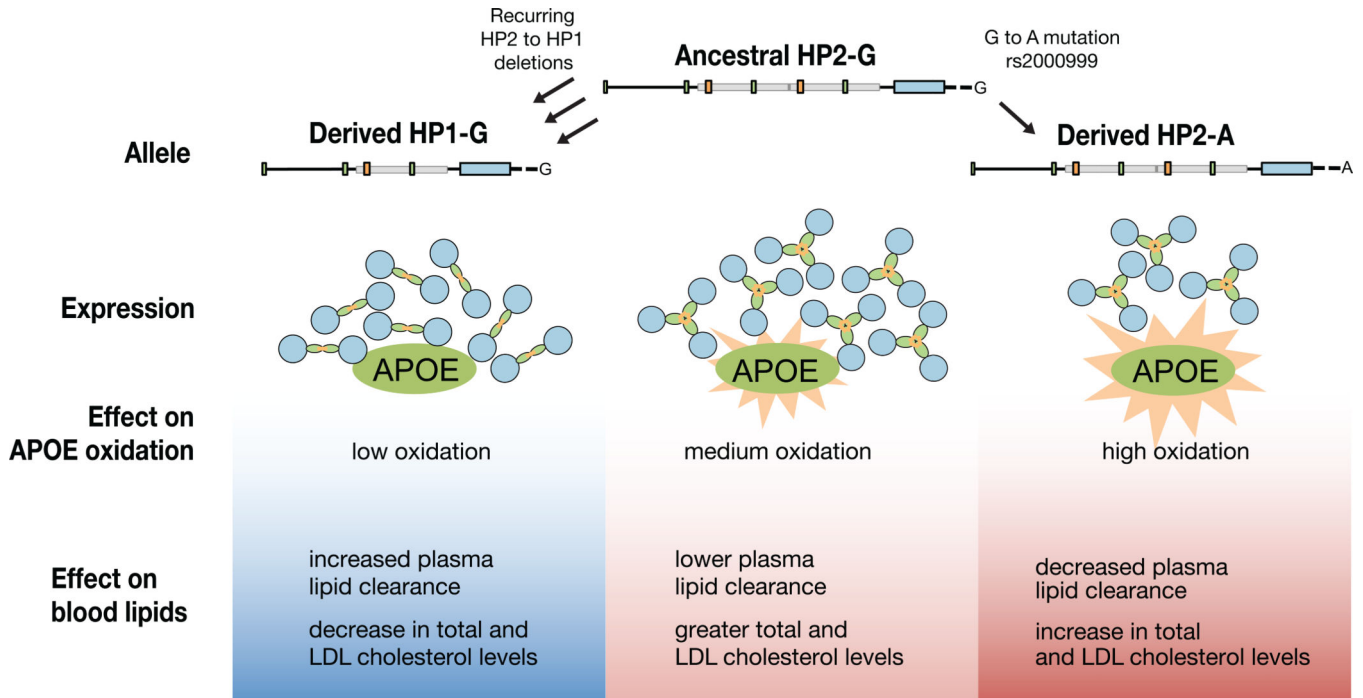 Recurring
HP2 to HP1
deletions
Ancestral HP2-G
G to A mutation
rs2000999
G
Allele
Derived HP1-G
G
Derived HP2-A
A
Expression
APOE
APOE
APOE
Effect on
APOE oxidation
low oxidation
medium oxidation
high oxidation
Effect on
blood lipids
increased plasma
lipid clearance
decrease in total and
LDL cholesterol levels
lower plasma
lipid clearance
greater total and
LDL cholesterol levels
decreased plasma
lipid clearance
increase in total
and LDL cholesterol levels